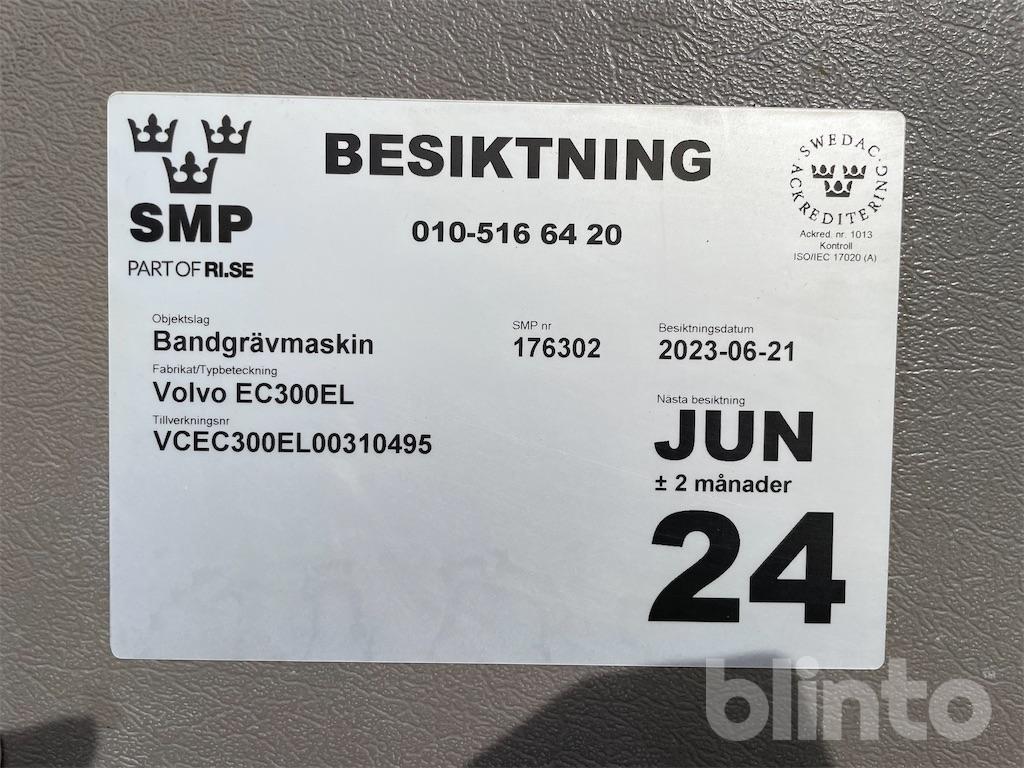 BESIKTNING
010-516 64 20
SMP
PART OF RI.SE
SWEDAC
ACKREDITERING
Ackred. nr. 1013
Kontroll
ISO/IEC 17020 (A)
Objektslag
Bandgrävmaskin
Fabrikat/Typbeteckning
Volvo EC300EL
Tillverkningsnr
VCEC300EL00310495
SMP nr
176302
Besiktningsdatum
2023-06-21
Nästa besiktning
JUN
± 2 månader
24
blinto
SM